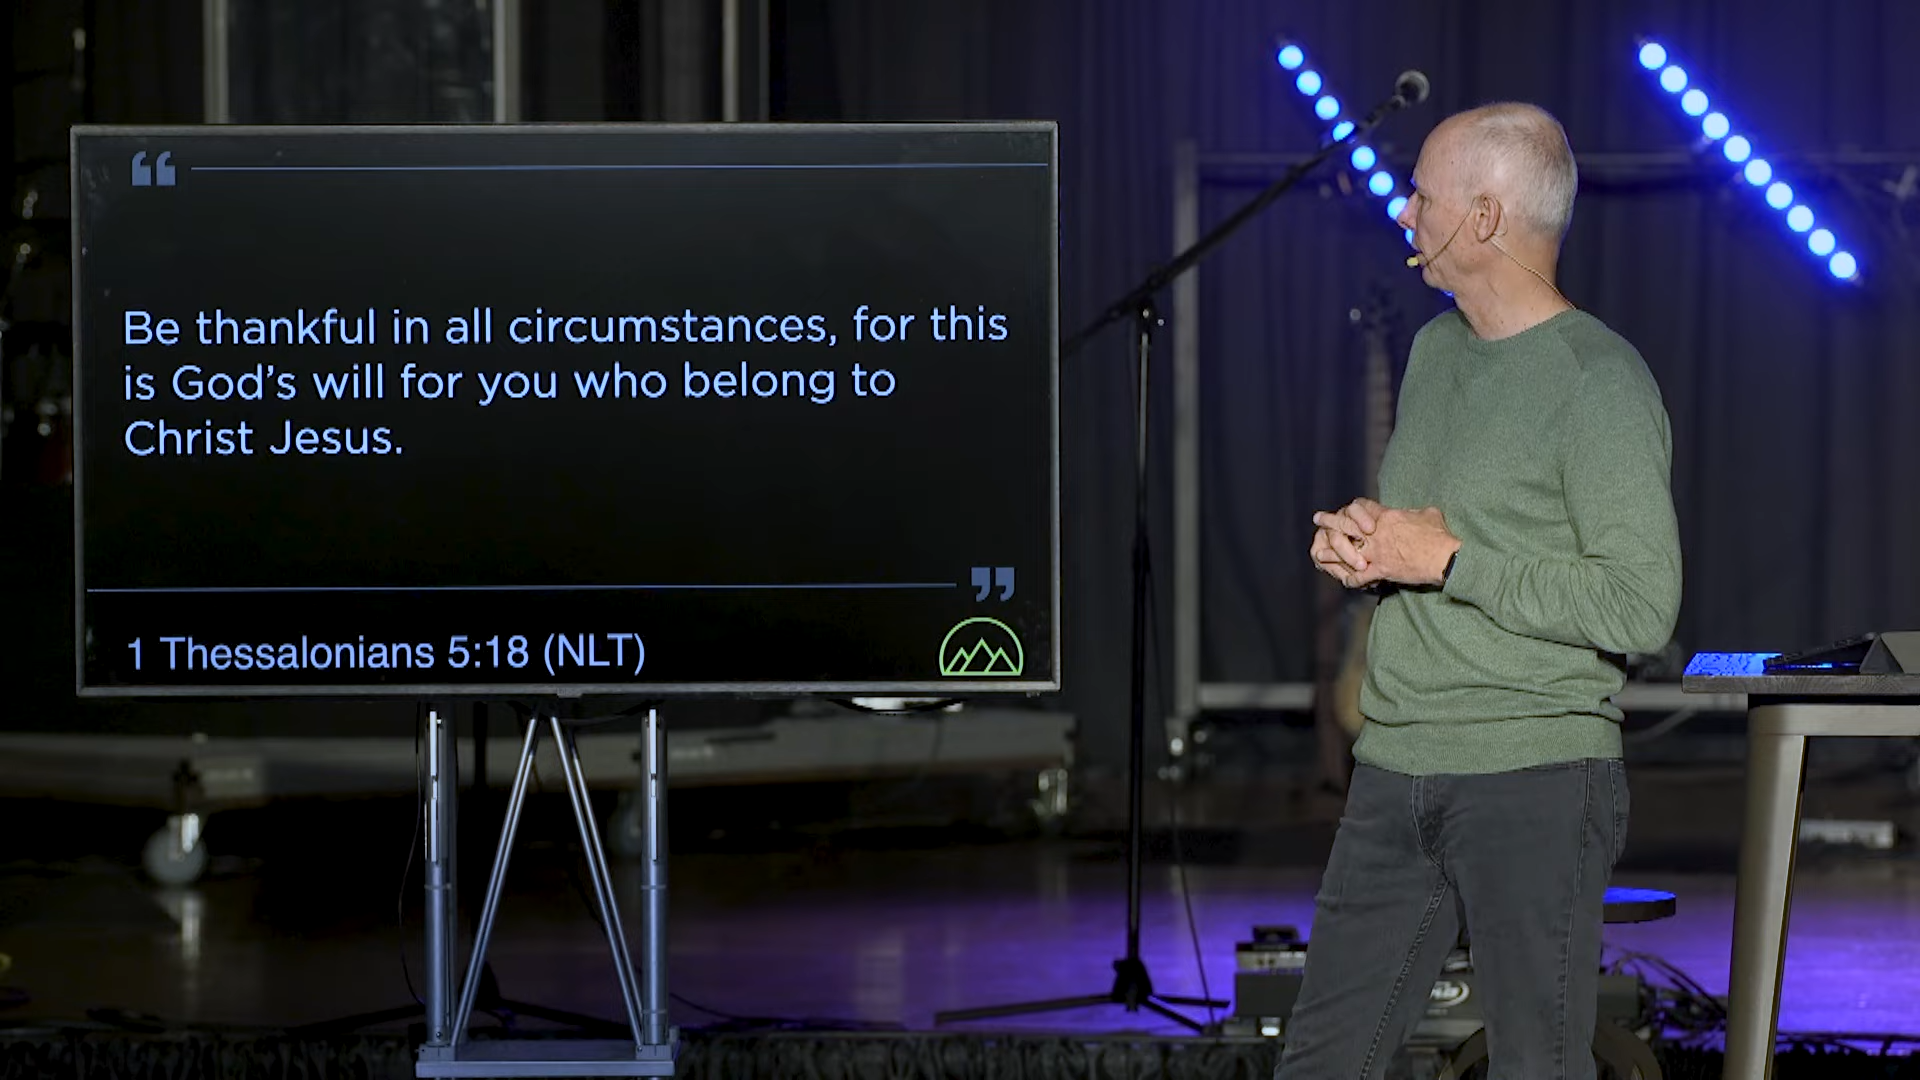 “
Be thankful in all circumstances, for this
is God’s will for you who belong to
Christ Jesus.
”
1 Thessalonians 5:18 (NLT)